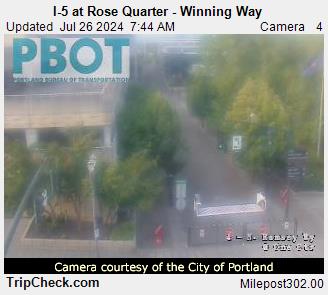 I-5 at Rose Quarter - Winning Way
Updated Jul 26 2024 7:44 AM Camera 4
PBOT
PORTLAND BUREAU OF TRANSPORTATION
Camera courtesy of the City of Portland
TripCheck.com Milepost302.00